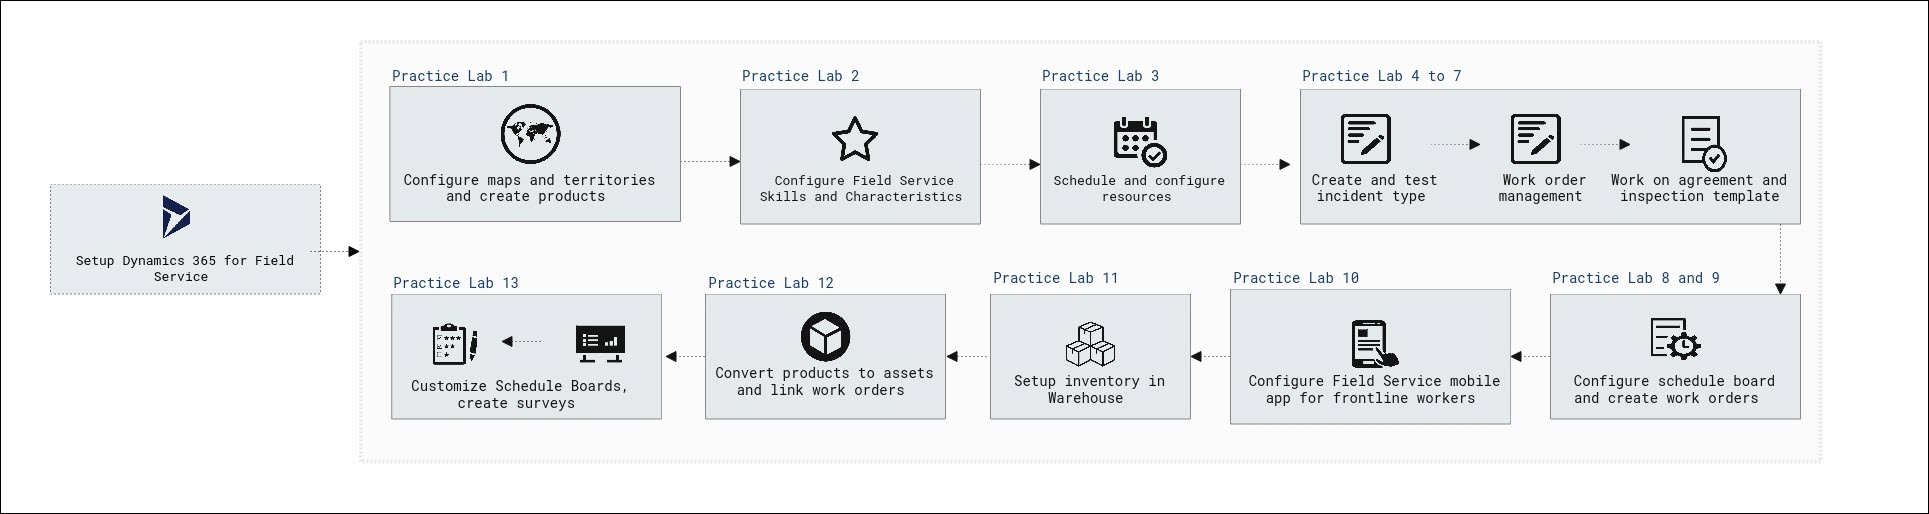 Setup Dynamics 365 for Field
Service
Practice Lab 1
Configure maps and territories
and create products
Practice Lab 2
Configure Field Service
Skills and Characteristics
Practice Lab 3
Schedule and configure
resources
Practice Lab 4 to 7
Create and test
incident type
Work order
management
Work on agreement and
inspection template
Practice Lab 8 and 9
Configure schedule board
and create work orders
Practice Lab 10
Configure Field Service mobile
app for frontline workers
Practice Lab 11
Setup inventory in
Warehouse
Practice Lab 12
Convert products to assets
and link work orders
Practice Lab 13
Customize Schedule Boards,
create surveys